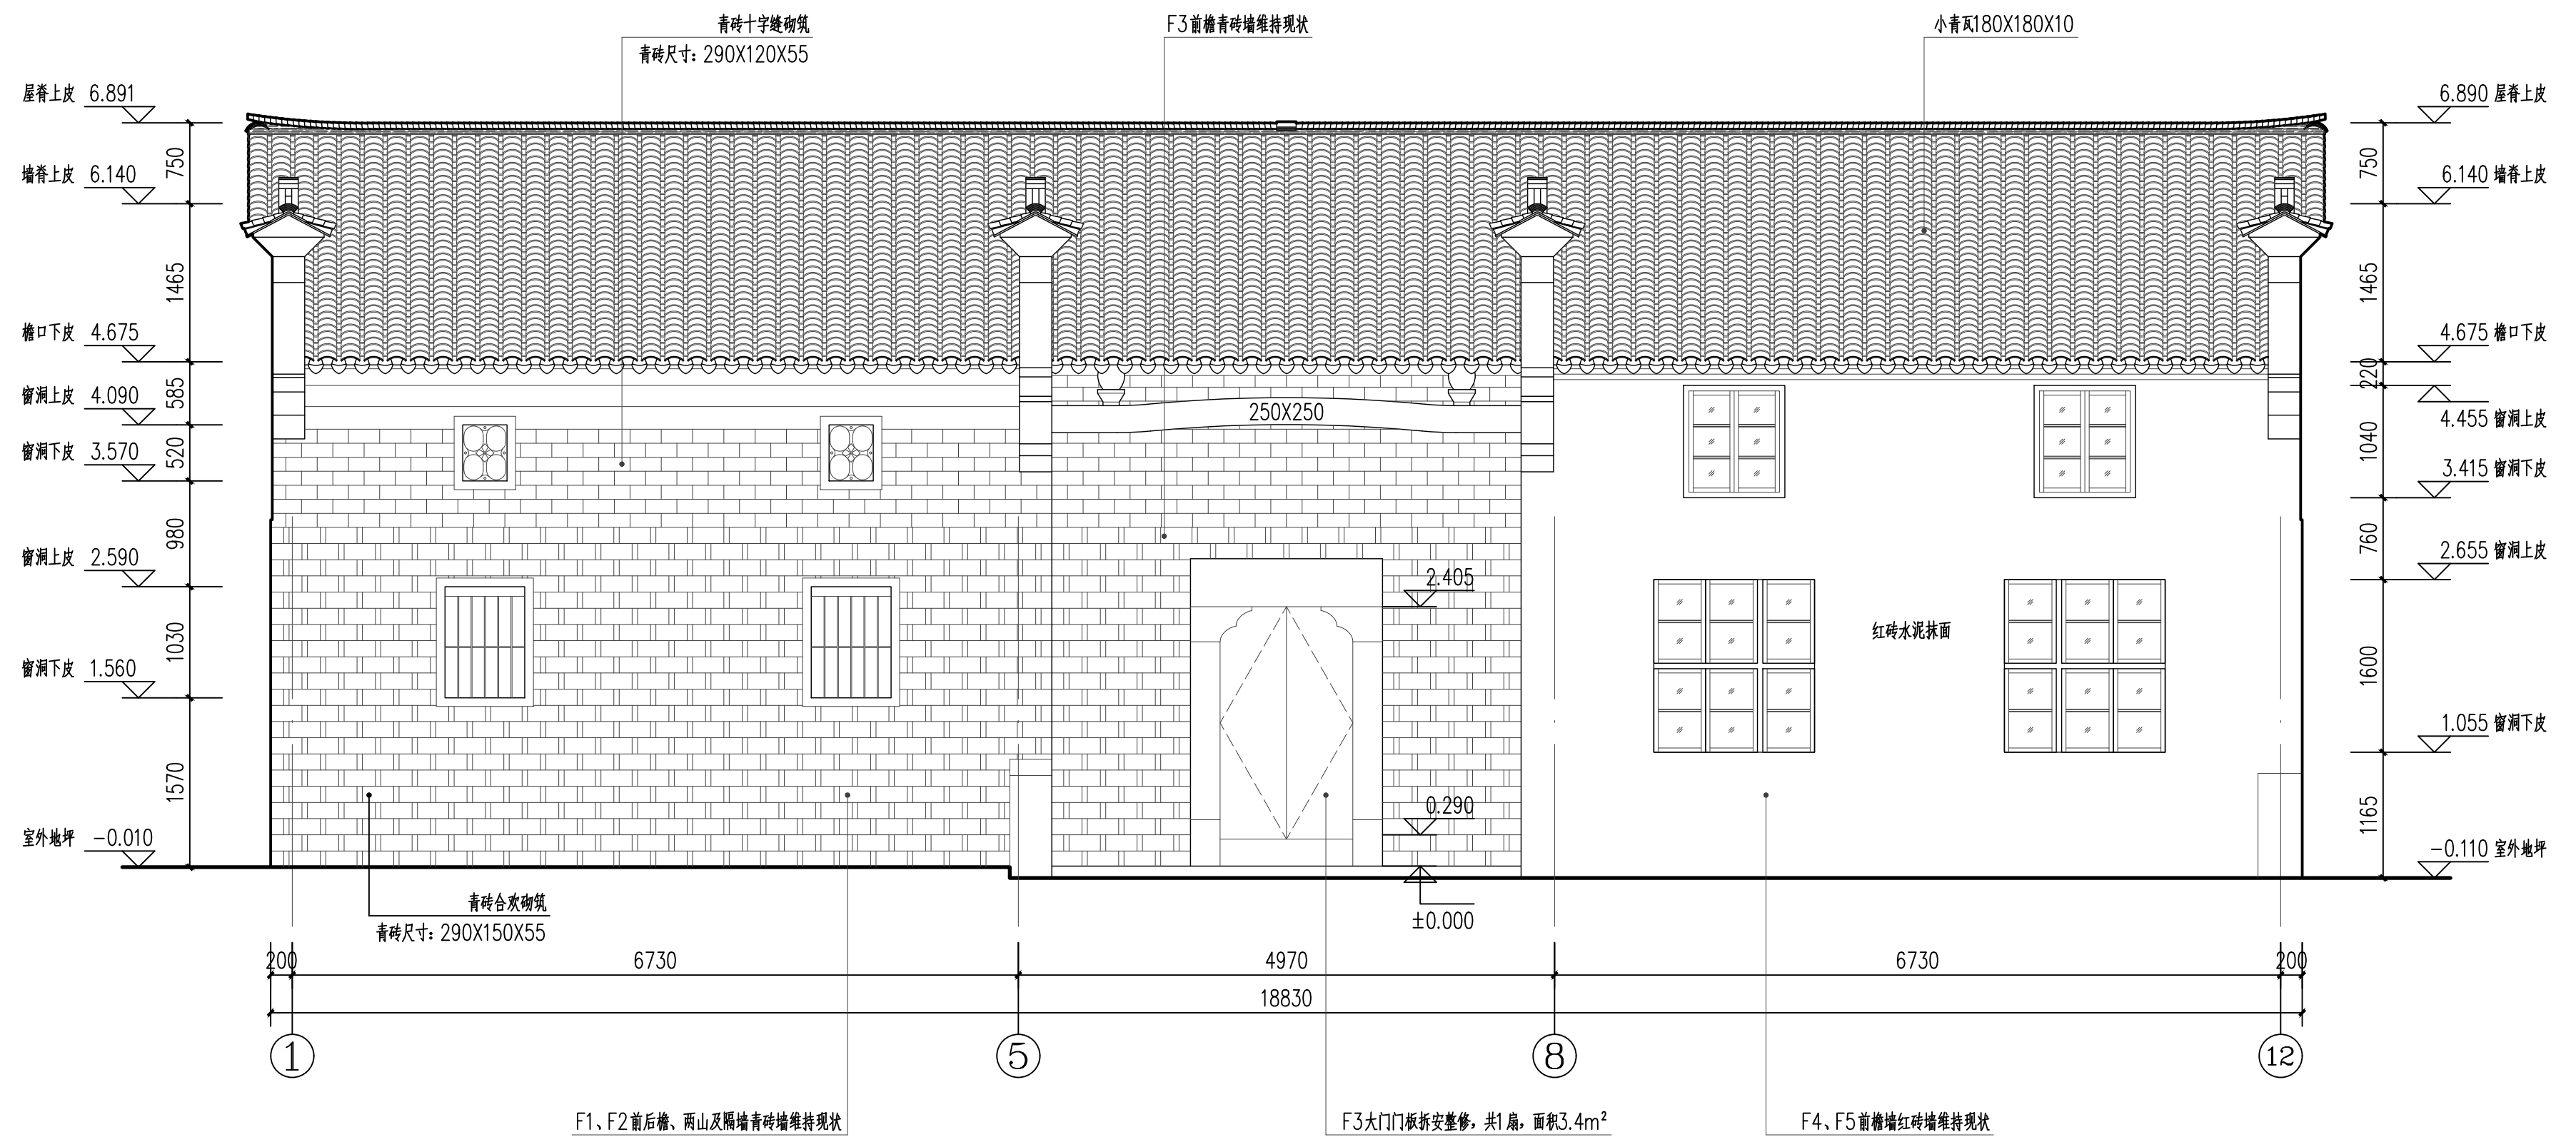 青砖十字缝砌筑
青砖尺寸：290X120X55
F3前檐青砖墙维持现状
小青瓦180X180X10
屋脊上皮 6.891
墙脊上皮 6.140
檐口下皮 4.675
窗洞上皮 4.090
窗洞下皮 3.570
窗洞上皮 2.590
窗洞下皮 1.560
室外地坪 -0.010
750
1465
585
520
980
1030
1570
250X250
2.405
0.290
±0.000
红砖水泥抹面
6.890 屋脊上皮
6.140 墙脊上皮
4.675 檐口下皮
4.455 窗洞上皮
3.415 窗洞下皮
2.655 窗洞上皮
1.055 窗洞下皮
-0.110 室外地坪
750
1465
220
1040
760
1600
1165
青砖合欢砌筑
青砖尺寸：290X150X55
200 6730 4970 6730 200
18830
1 5 8 12
F1、F2前后檐、两山及隔墙青砖墙维持现状
F3大门门板拆安整修，共1扇，面积3.4m²
F4、F5前檐墙红砖墙维持现状